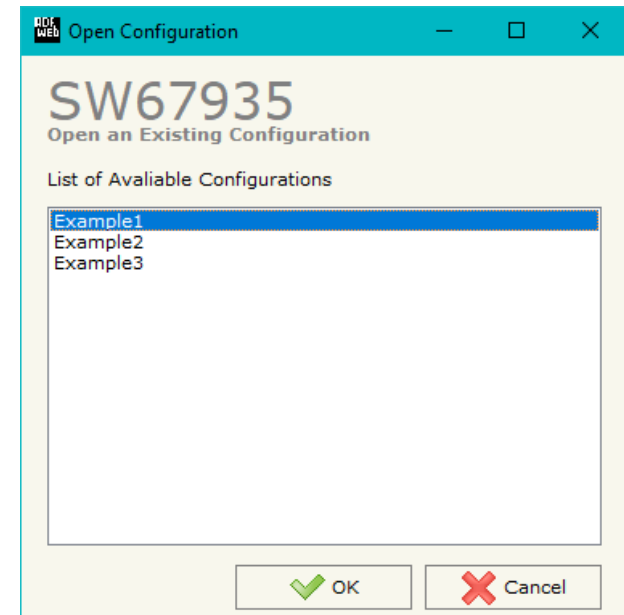 ADF
WEB
Open Configuration
SW67935
Open an Existing Configuration
List of Avaliable Configurations
Example1
Example2
Example3
OK
Cancel